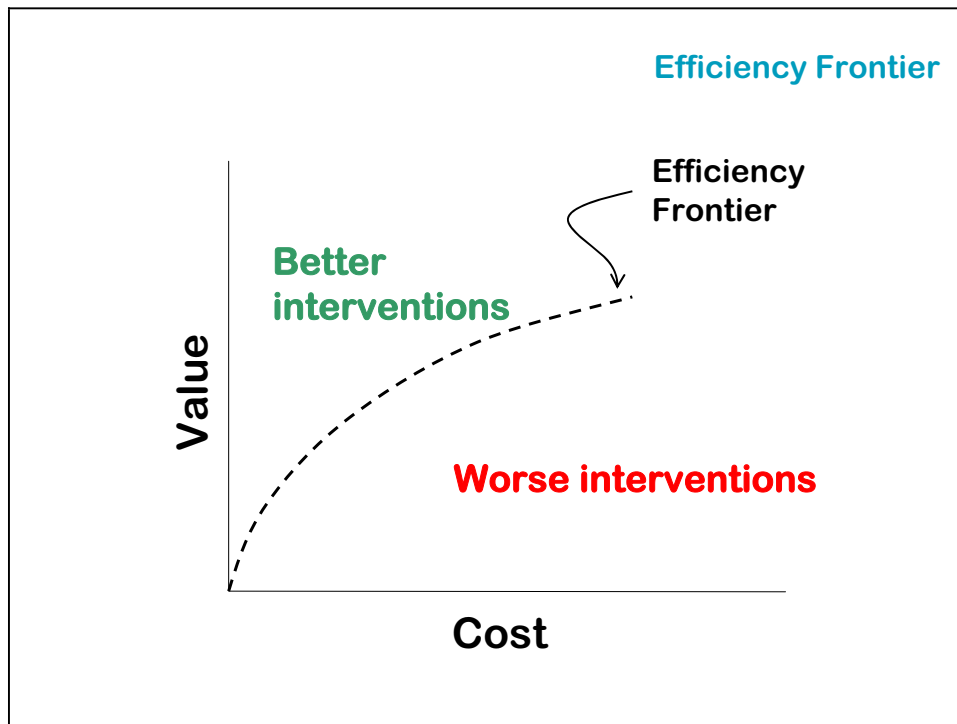 Efficiency Frontier
Efficiency
Frontier
Better
interventions
Value
Worse interventions
Cost